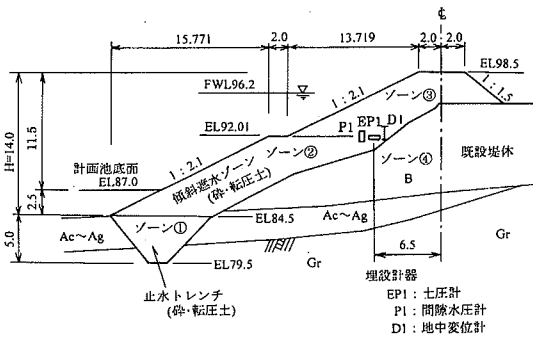 ℄
15.771
2.0
13.719
2.0
2.0
EL98.5
FWL96.2
1:2.1
ゾーン③
1:1.5
EP1
D1
P1
EL92.01
H=14.0
11.5
計画池底面
EL87.0
1:2.1
傾斜遮水ゾーン
(砕・転圧土)
ゾーン②
ゾーン④
B
既設堤体
2.5
ゾーン①
EL84.5
Ac～Ag
Ac～Ag
5.0
EL79.5
Gr
Gr
6.5
止水トレンチ
(砕・転圧土)
埋設計器
EP1：土圧計
P1：間隙水圧計
D1：地中変位計